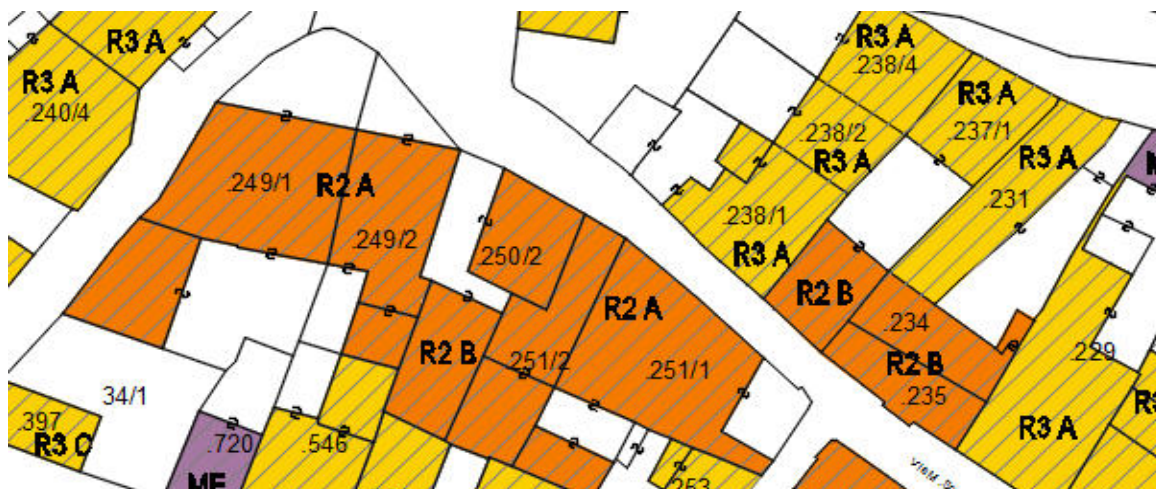 R3 A
R3 A
R3 A
.238/4
.240/4
R3 A
.237/1
.238/2
R3 A
R3 A
.249/1
R2 A
.231
.238/1
.249/2
.250/2
R3 A
R2 B
R2 A
.234
R2 B
.251/2
.251/1
R2 B
.235
.229
34/1
.397
R3 C
.720
.546
R3 A
ME
.253